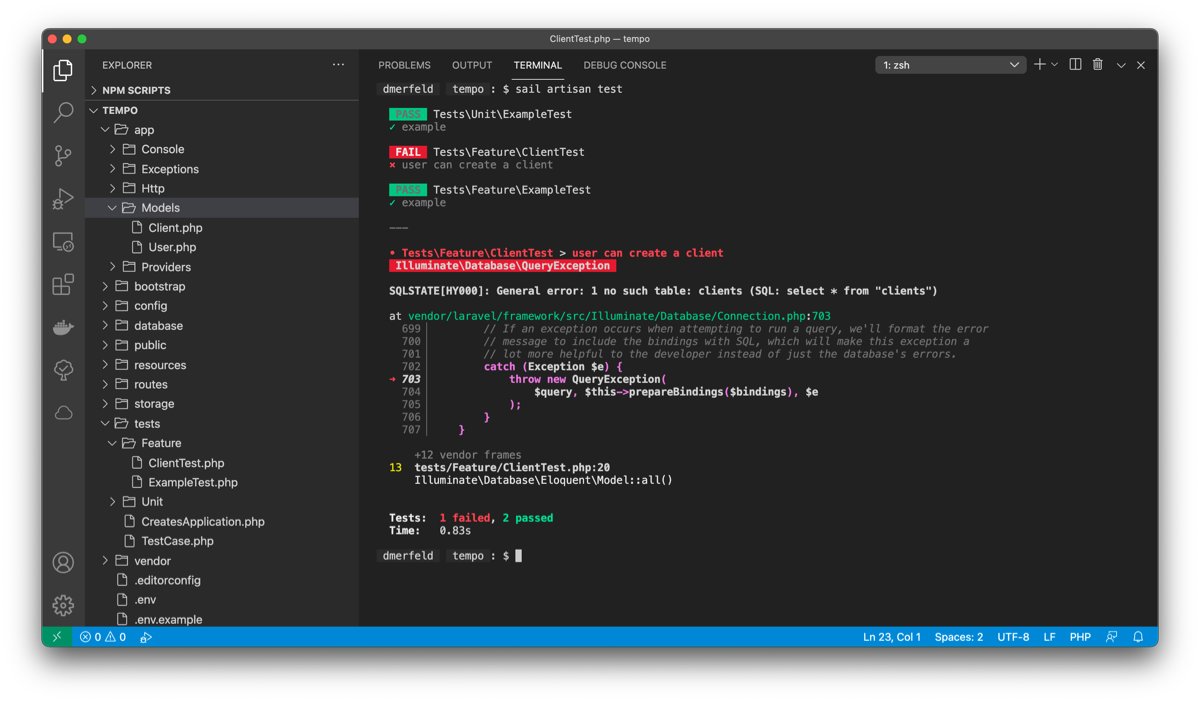 ClientTest.php — tempo
EXPLORER
NPM SCRIPTS
TEMPO
app
Console
Exceptions
Http
Models
Client.php
User.php
Providers
bootstrap
config
database
public
resources
routes
storage
tests
Feature
ClientTest.php
ExampleTest.php
Unit
CreatesApplication.php
TestCase.php
vendor
.editorconfig
.env
.env.example
PROBLEMS OUTPUT TERMINAL DEBUG CONSOLE
1: zsh
dmerfeld tempo : $ sail artisan test
PASS Tests\Unit\ExampleTest
✓ example
FAIL Tests\Feature\ClientTest
⨯ user can create a client
PASS Tests\Feature\ExampleTest
✓ example
---
• Tests\Feature\ClientTest > user can create a client
Illuminate\Database\QueryException
SQLSTATE[HY000]: General error: 1 no such table: clients (SQL: select * from "clients")
at vendor/laravel/framework/src/Illuminate/Database/Connection.php:703
699 // If an exception occurs when attempting to run a query, we'll format the error
700 // message to include the bindings with SQL, which will make this exception a
701 // lot more helpful to the developer instead of just the database's errors.
702 catch (Exception $e) {
➜ 703 throw new QueryException(
704 $query, $this->prepareBindings($bindings), $e
705 );
706 }
707 }
+12 vendor frames
13 tests/Feature/ClientTest.php:20
Illuminate\Database\Eloquent\Model::all()
Tests: 1 failed, 2 passed
Time: 0.83s
dmerfeld tempo : $
0 0
Ln 23, Col 1 Spaces: 2 UTF-8 LF PHP